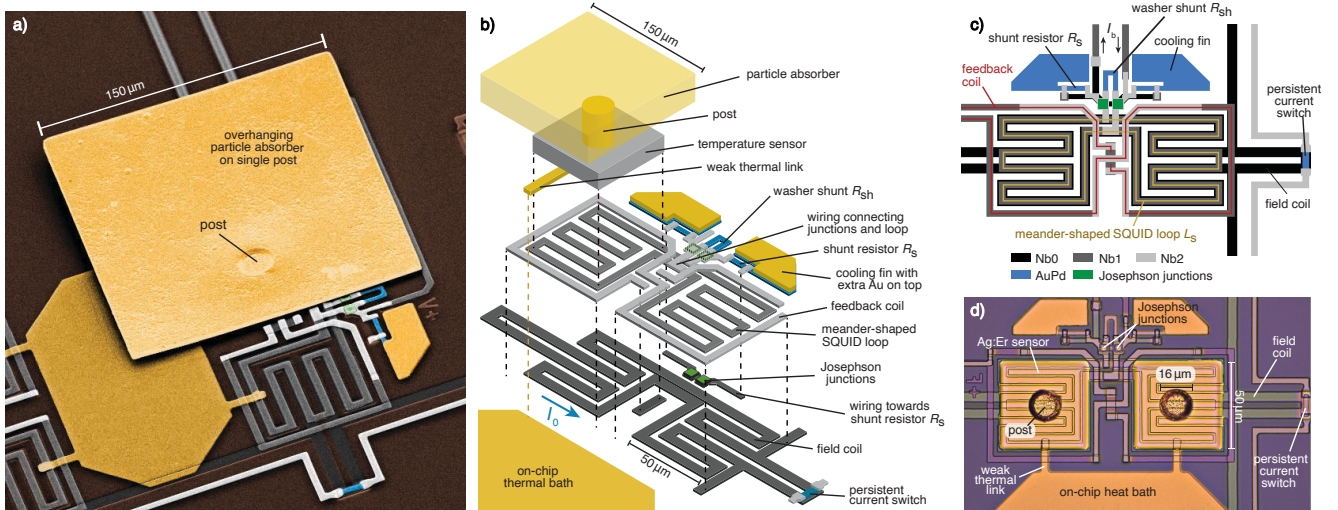 a)
150 µm
overhanging
particle absorber
on single post
post
V+
b)
150 µm
particle absorber
post
temperature sensor
weak thermal link
washer shunt Rsh
wiring connecting
junctions and loop
shunt resistor Rs
cooling fin with
extra Au on top
feedback coil
meander-shaped
SQUID loop
Josephson
junctions
wiring towards
shunt resistor Rs
field coil
I0
50 µm
on-chip
thermal bath
persistent
current switch
c)
washer shunt Rsh
Ib
shunt resistor Rs
cooling fin
feedback
coil
persistent
current
switch
field coil
meander-shaped SQUID loop Ls
Nb0
Nb1
Nb2
AuPd
Josephson junctions
d)
Josephson
junctions
Ag:Er sensor
field
coil
16 µm
50 µm
post
weak
thermal
link
on-chip heat bath
persistent
current
switch